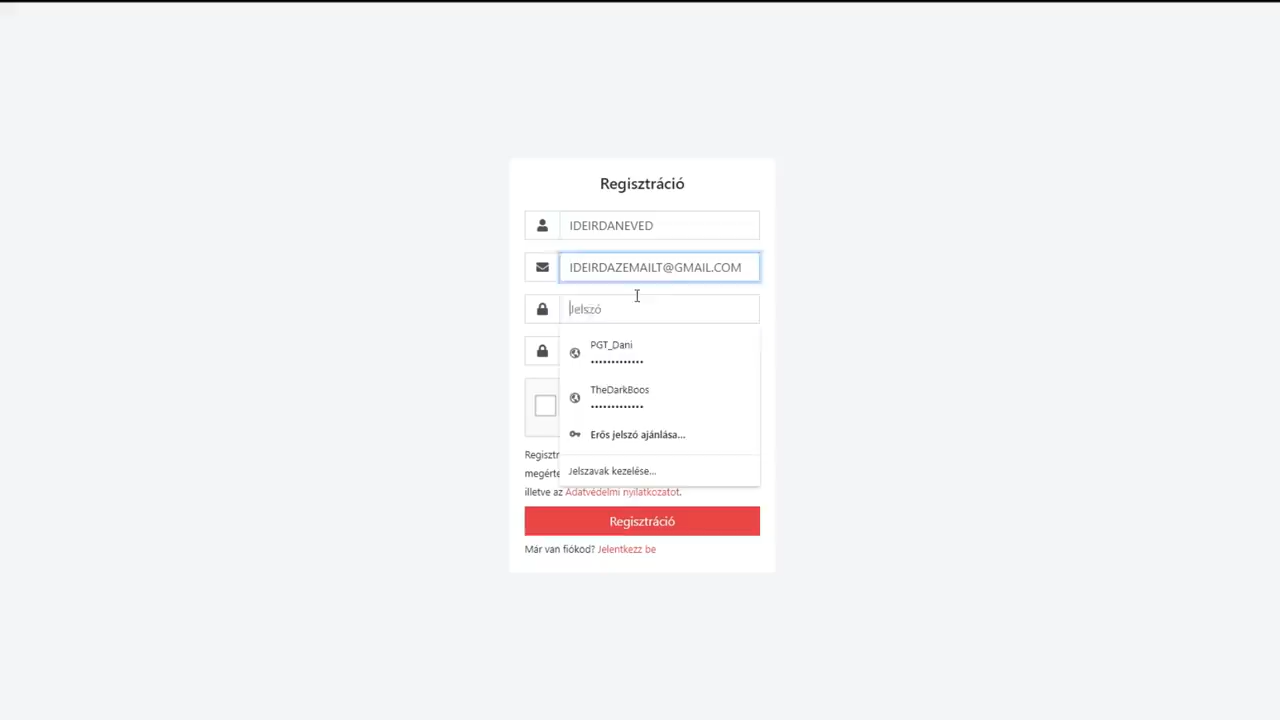 Regisztráció
IDEIRDANEVED
IDEIRDAZEMAILT@GMAIL.COM
Jelszó
PGT_Dani
•••••••••••••
TheDarkBoos
•••••••••••••
Erős jelszó ajánlása...
Jelszavak kezelése...
Regisztr
megérte
illetve az Adatvédelmi nyilatkozatot.
Regisztráció
Már van fiókod? Jelentkezz be